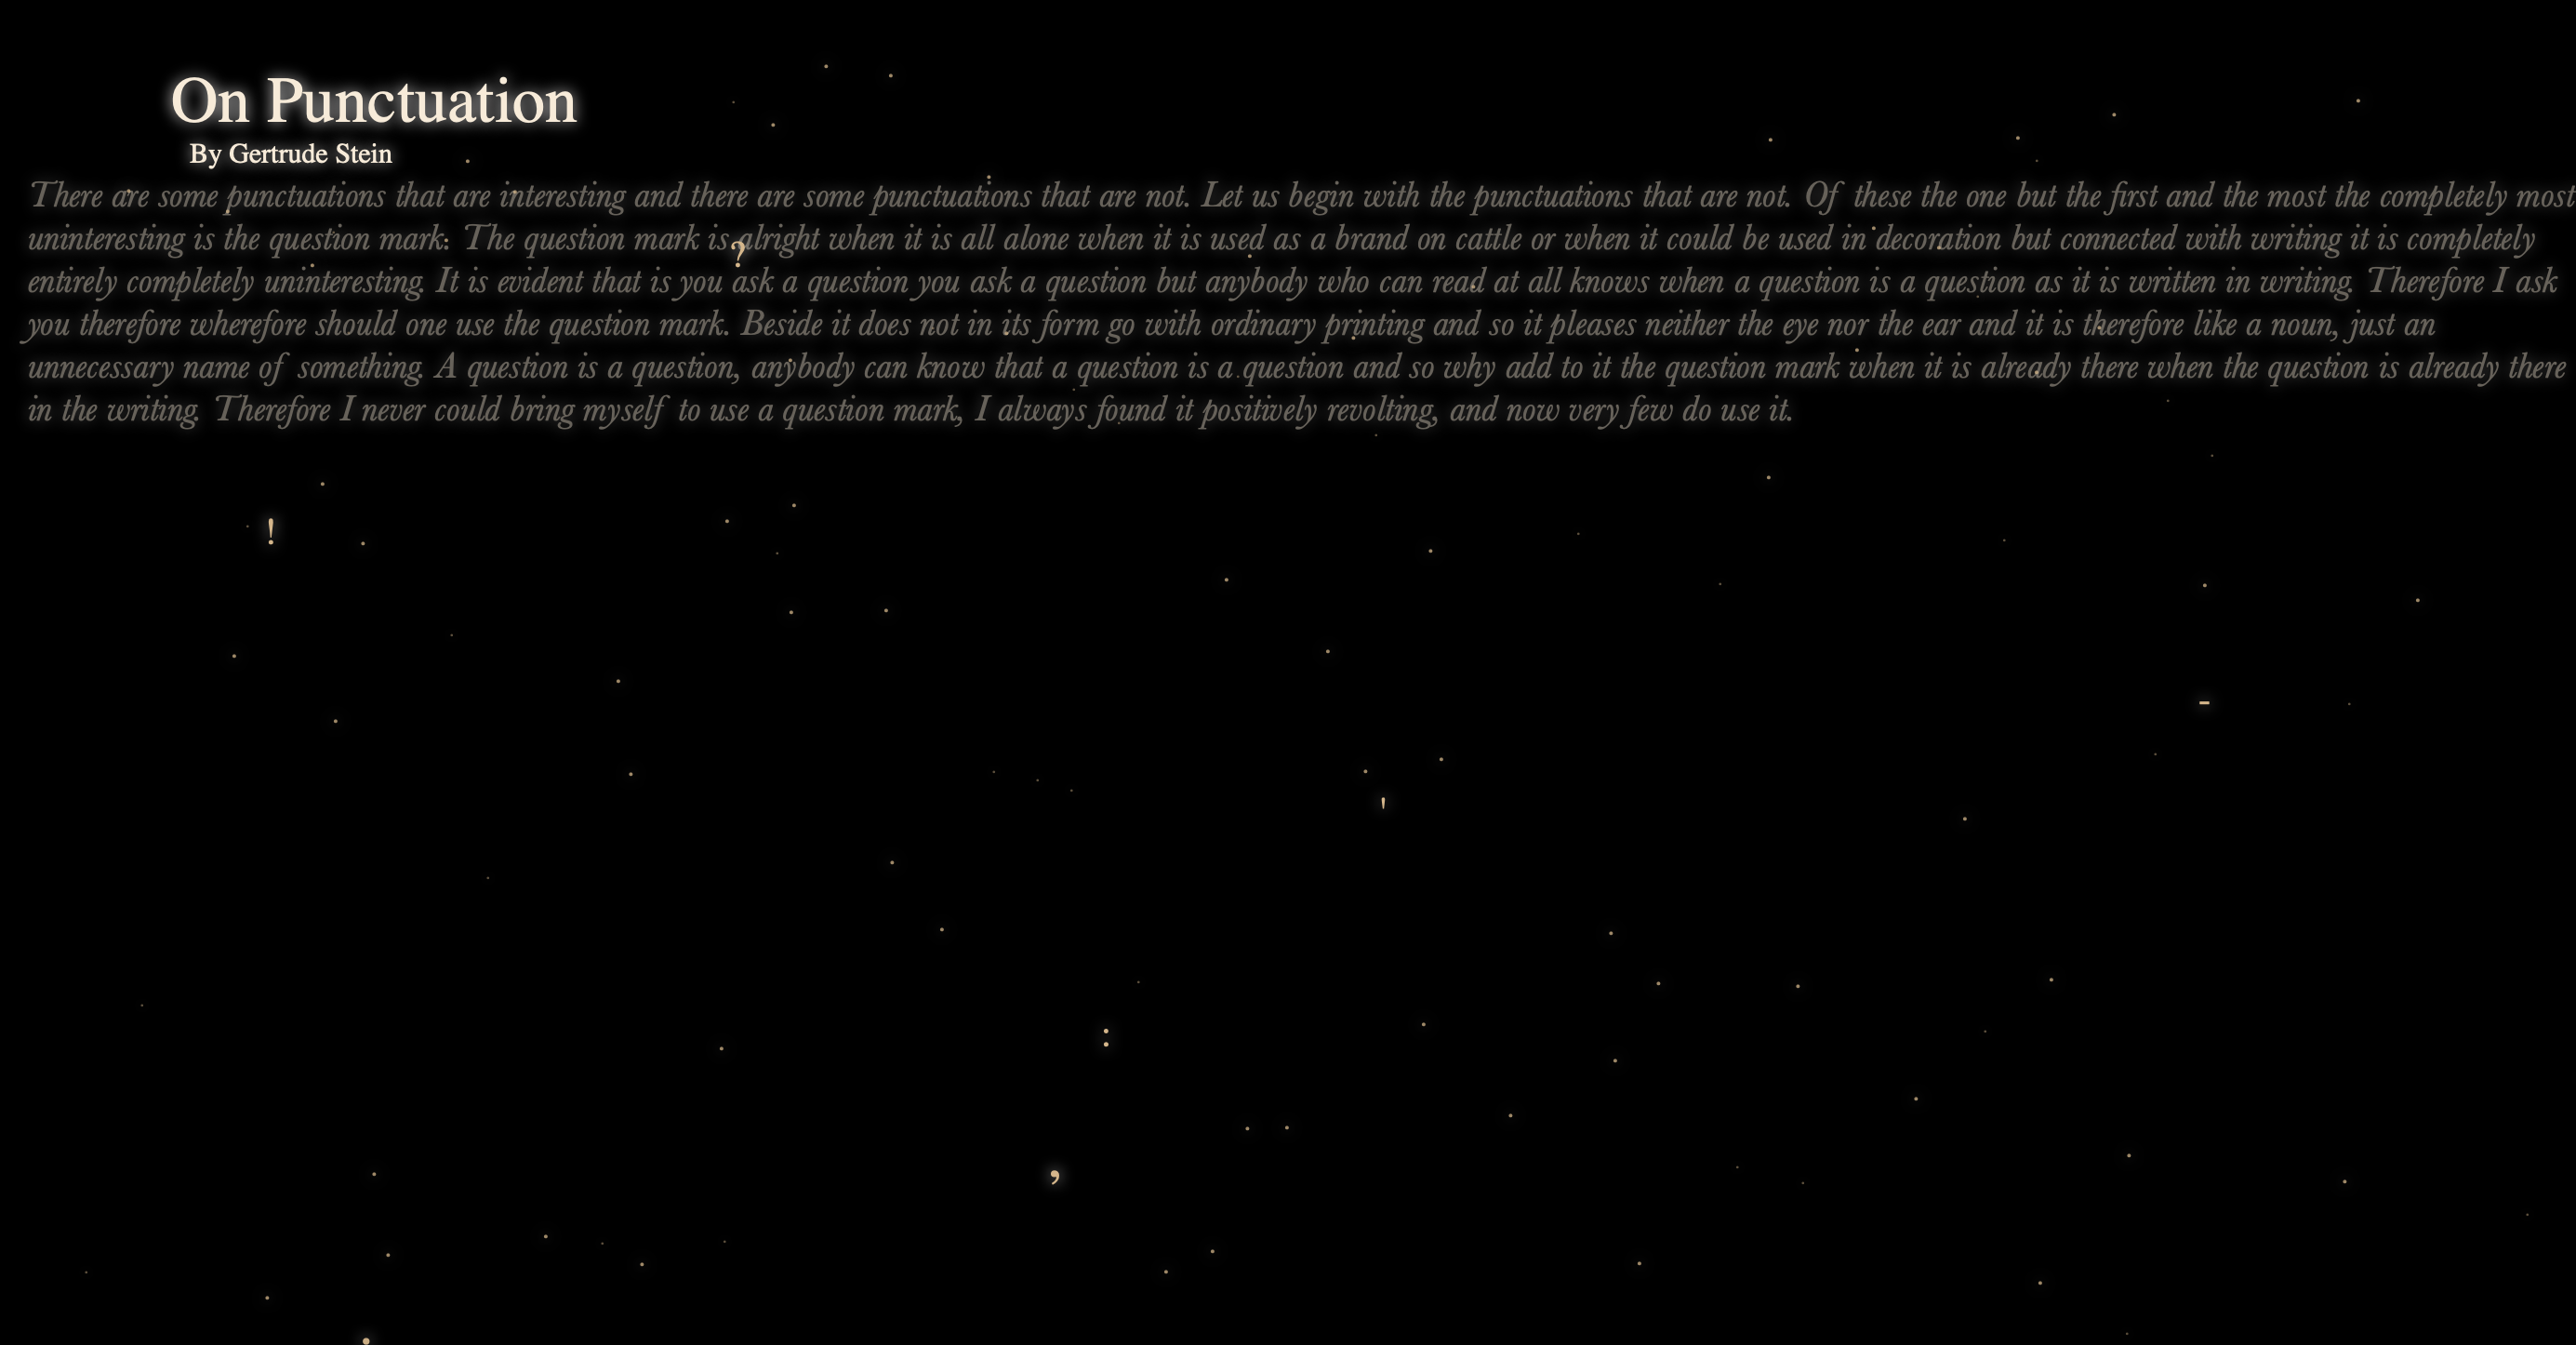 On Punctuation
By Gertrude Stein
There are some punctuations that are interesting and there are some punctuations that are not. Let us begin with the punctuations that are not. Of these the one but the first and the most the completely most
uninteresting is the question mark. The question mark is alright when it is all alone when it is used as a brand on cattle or when it could be used in decoration but connected with writing it is completely
?
entirely completely uninteresting. It is evident that is you ask a question you ask a question but anybody who can read at all knows when a question is a question as it is written in writing. Therefore I ask
you therefore wherefore should one use the question mark. Beside it does not in its form go with ordinary printing and so it pleases neither the eye nor the ear and it is therefore like a noun, just an
unnecessary name of something. A question is a question, anybody can know that a question is a question and so why add to it the question mark when it is already there when the question is already there
in the writing. Therefore I never could bring myself to use a question mark, I always found it positively revolting, and now very few do use it.
!
-
'
:
,
.